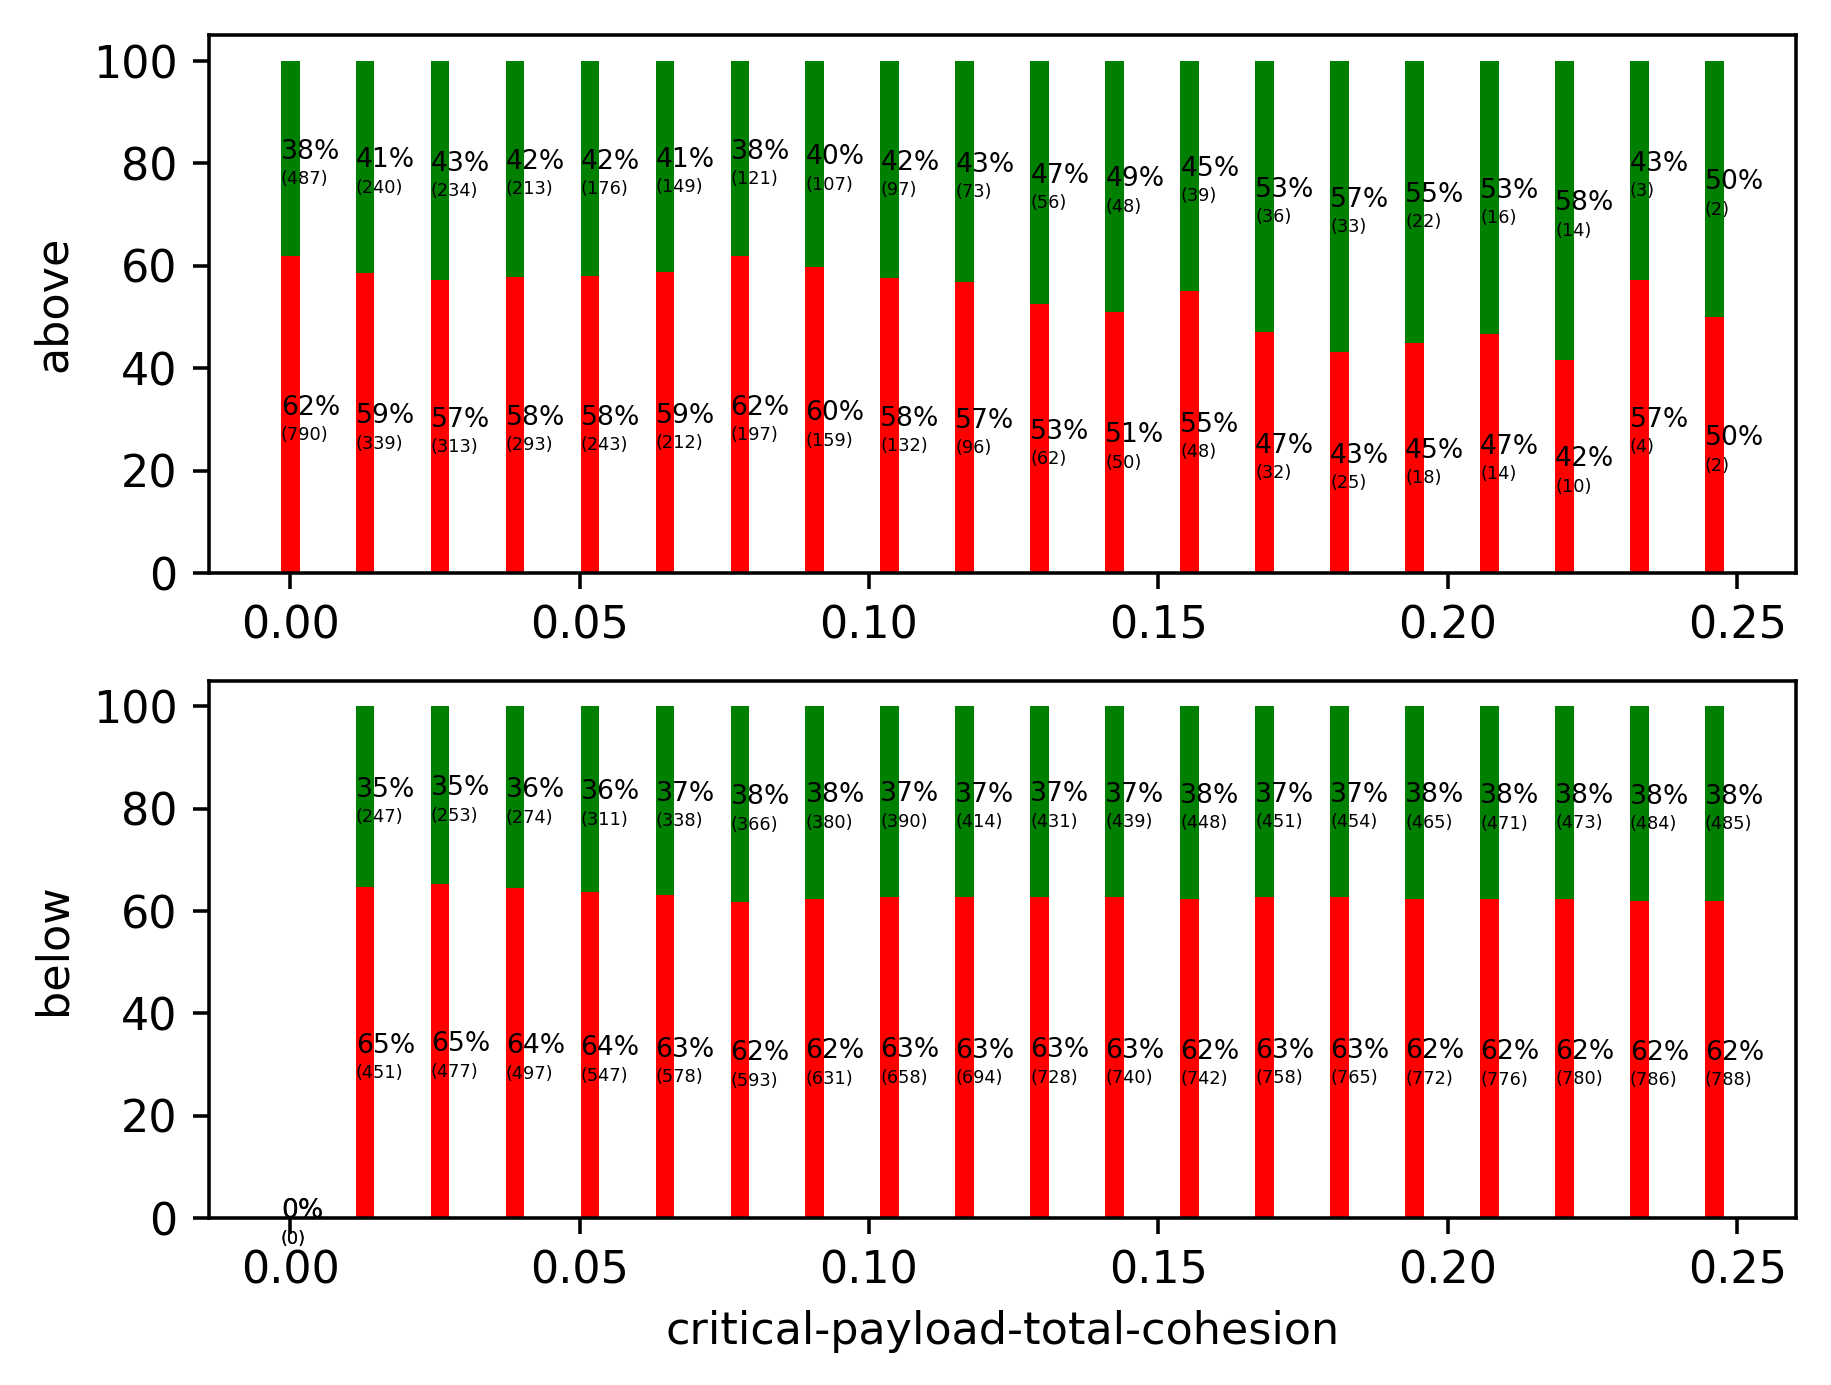 100
80
60
40
20
0
above
38% 41% 43% 42% 42% 41% 38% 40% 42% 43% 47% 49% 45% 53% 57% 55% 53% 58% 43% 50%
(487) (240) (234) (213) (176) (149) (121) (107) (97) (73) (56) (48) (39) (36) (33) (22) (16) (14) (3) (2)
62% 59% 57% 58% 58% 59% 62% 60% 58% 57% 53% 51% 55% 47% 43% 45% 47% 42% 57% 50%
(790) (339) (313) (293) (243) (212) (197) (159) (132) (96) (62) (50) (48) (32) (25) (18) (14) (10) (4) (2)
0.00 0.05 0.10 0.15 0.20 0.25
100
80
60
40
20
0
below
35% 35% 36% 36% 37% 38% 38% 37% 37% 37% 37% 38% 37% 37% 38% 38% 38% 38% 38%
(247) (253) (274) (311) (338) (366) (380) (390) (414) (431) (439) (448) (451) (454) (465) (471) (473) (484) (485)
65% 65% 64% 64% 63% 62% 62% 63% 63% 63% 63% 62% 63% 63% 62% 62% 62% 62% 62%
(451) (477) (497) (547) (578) (593) (631) (658) (694) (728) (740) (742) (758) (765) (772) (776) (780) (786) (788)
0%
(0)
0.00 0.05 0.10 0.15 0.20 0.25
critical-payload-total-cohesion